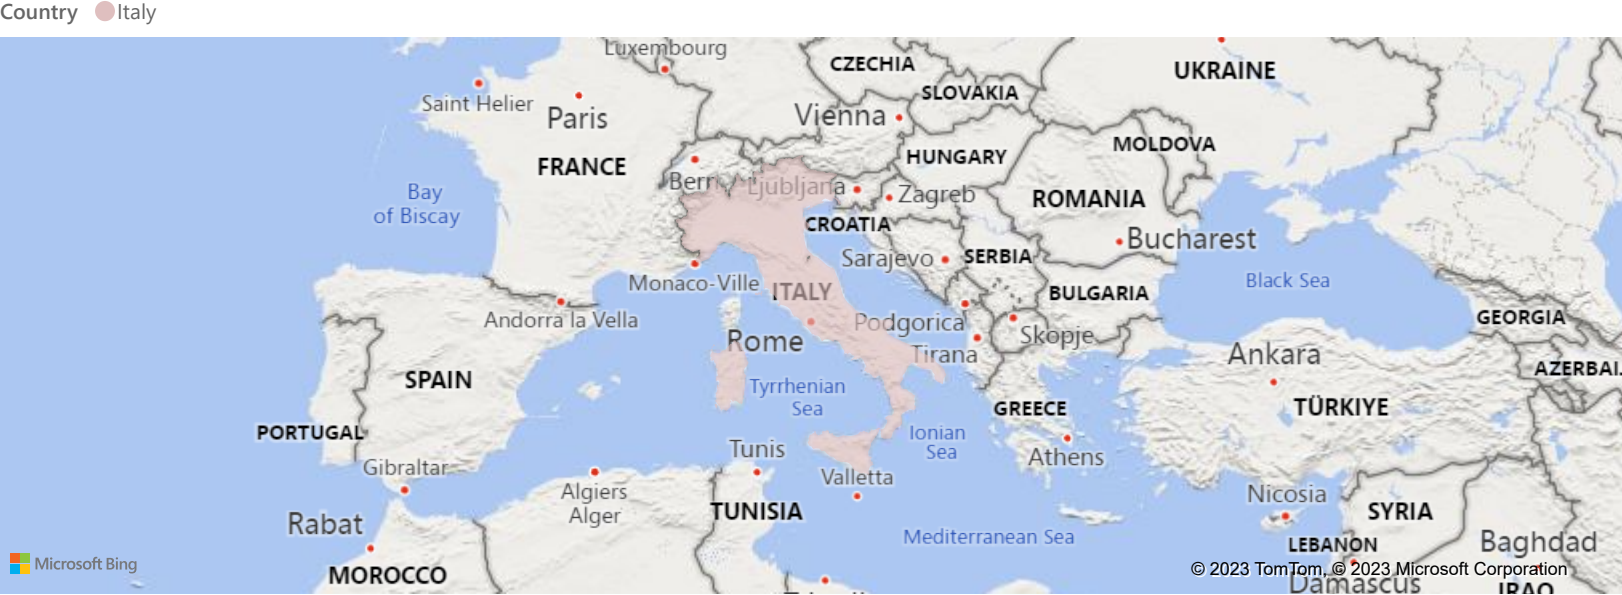 Country Italy
Luxembourg
CZECHIA
UKRAINE
SLOVAKIA
Saint Helier
Paris
Vienna
MOLDOVA
FRANCE
HUNGARY
Bern
Ljubljana
Zagreb
ROMANIA
Bay
of Biscay
CROATIA
Bucharest
Sarajevo
SERBIA
Monaco-Ville
ITALY
BULGARIA
Black Sea
Andorra la Vella
Podgorica
Skopje
GEORGIA
Rome
Tirana
Ankara
AZERBAI
SPAIN
Tyrrhenian
Sea
GREECE
TÜRKIYE
PORTUGAL
Ionian
Sea
Tunis
Athens
Gibraltar
Valletta
Algiers
Alger
Nicosia
TUNISIA
SYRIA
Rabat
Mediterranean Sea
LEBANON
Baghdad
Microsoft Bing
MOROCCO
© 2023 TomTom, © 2023 Microsoft Corporation
Damascus
IRAQ